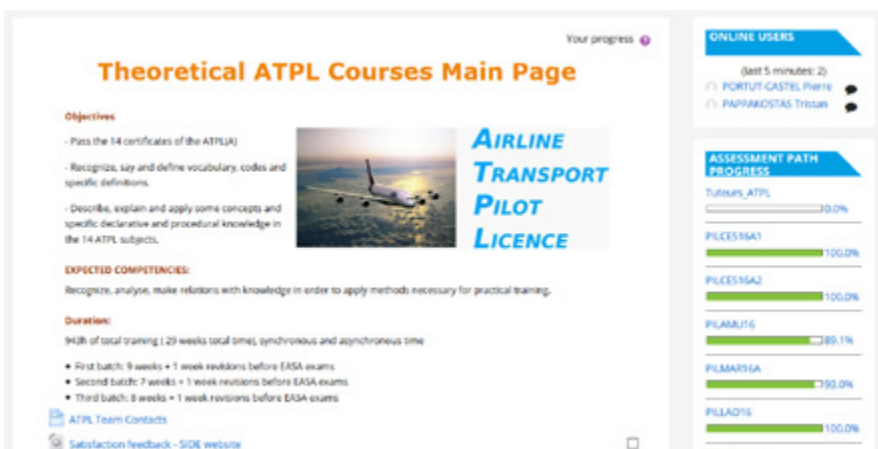 Your progress
Theoretical ATPL Courses Main Page
Objectives
- Pass the 14 certificates of the ATPL(A)
- Recognize, say and define vocabulary, codes and
specific definitions.
- Describe, explain and apply some concepts and
specific declarative and procedural knowledge in
the 14 ATPL subjects.
AIRLINE
TRANSPORT
PILOT
LICENCE
EXPECTED COMPETENCIES:
Recognize, analyse, make relations with knowledge in order to apply methods necessary for practical training.
Duration:
943h of total training ( 29 weeks total time), synchronous and asynchronous time
• First batch: 9 weeks + 1 week revisions before EASA exams
• Second batch: 7 weeks + 1 week revisions before EASA exams
• Third batch: 8 weeks + 1 week revisions before EASA exams
ATPL Team Contacts
Satisfaction feedback - SIDE website
ONLINE USERS
(last 5 minutes: 2)
PORTUT-CASTEL Pierre
PAPPAKOSTAS Tristan
ASSESSMENT PATH
PROGRESS
Tuteurs_ATPL
0.0%
PILCES16A1
100.0%
PILCES16A2
100.0%
PILAMU16
89.1%
PILMAR16A
93.0%
PILLAD16
100.0%